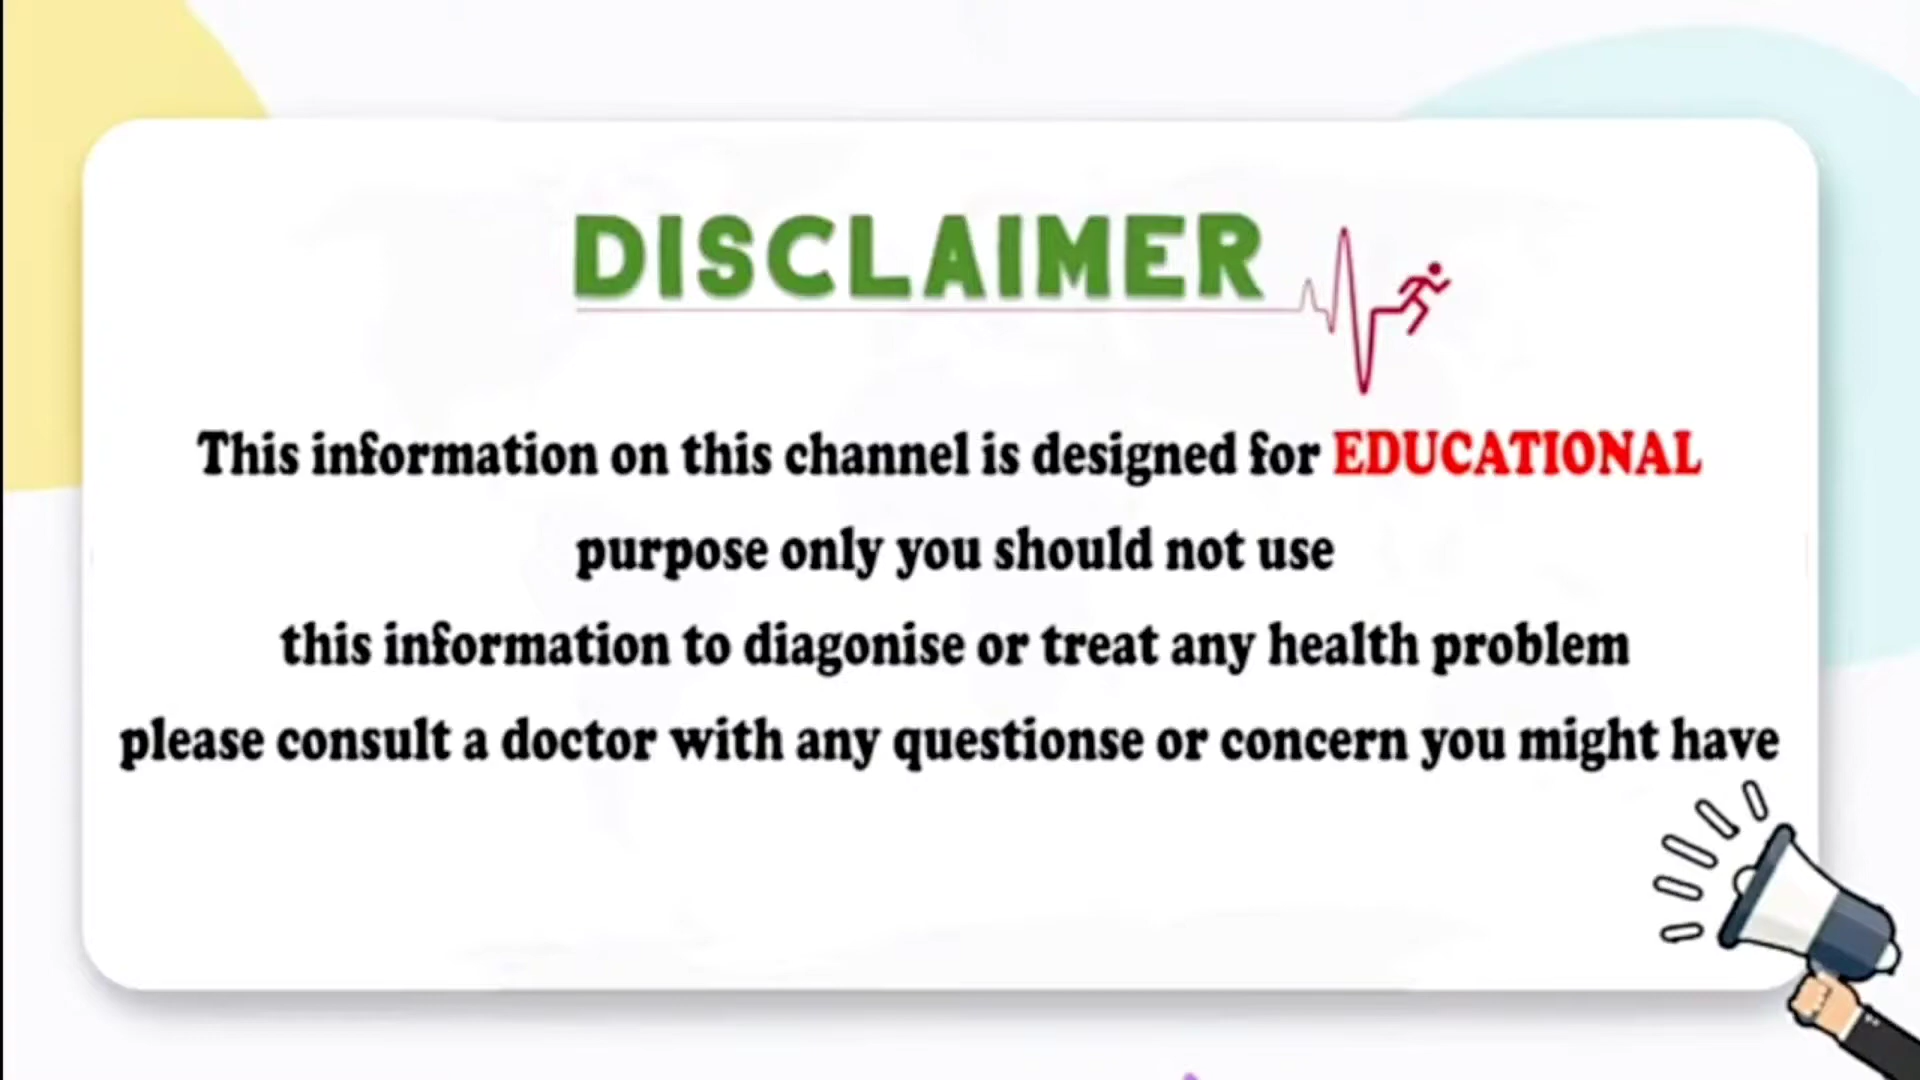 DISCLAIMER
This information on this channel is designed for EDUCATIONAL
purpose only you should not use
this information to diagonise or treat any health problem
please consult a doctor with any questionse or concern you might have